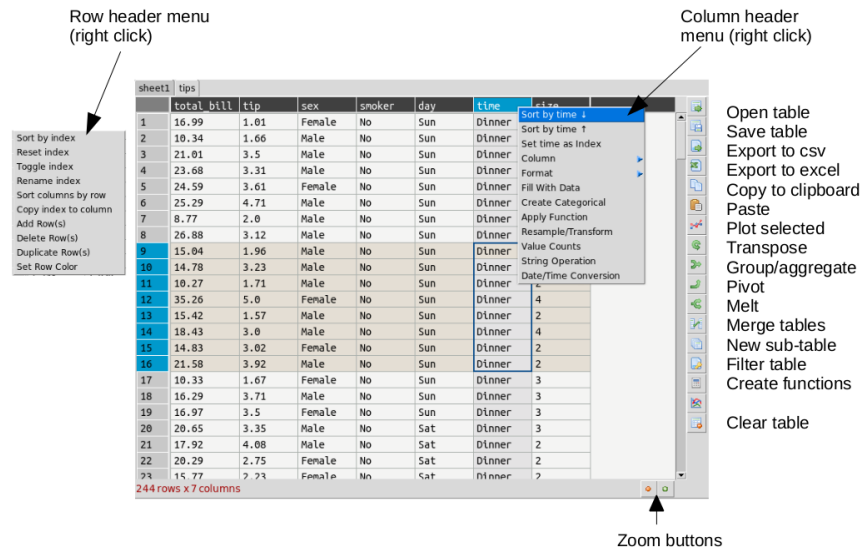 Row header menu
(right click)
Column header
menu (right click)
sheet1 tips
total_bill tip sex smoker day time size
1 16.99 1.01 Female No Sun Dinner
2 10.34 1.66 Male No Sun Dinner
3 21.01 3.5 Male No Sun Dinner
4 23.68 3.31 Male No Sun Dinner
5 24.59 3.61 Female No Sun Dinner
6 25.29 4.71 Male No Sun Dinner
7 8.77 2.0 Male No Sun Dinner
8 26.88 3.12 Male No Sun Dinner
9 15.04 1.96 Male No Sun Dinner
10 14.78 3.23 Male No Sun Dinner
11 10.27 1.71 Male No Sun Dinner 2
12 35.26 5.0 Female No Sun Dinner 4
13 15.42 1.57 Male No Sun Dinner 2
14 18.43 3.0 Male No Sun Dinner 4
15 14.83 3.02 Female No Sun Dinner 2
16 21.58 3.92 Male No Sun Dinner 2
17 10.33 1.67 Female No Sun Dinner 3
18 16.29 3.71 Male No Sun Dinner 3
19 16.97 3.5 Female No Sun Dinner 3
20 20.65 3.35 Male No Sat Dinner 3
21 17.92 4.08 Male No Sat Dinner 2
22 20.29 2.75 Female No Sat Dinner 2
23 15.77 2.23 Female No Sat Dinner 2
244 rows x 7 columns
Sort by index
Reset index
Toggle index
Rename index
Sort columns by row
Copy index to column
Add Row(s)
Delete Row(s)
Duplicate Row(s)
Set Row Color
Sort by time ↓
Sort by time ↑
Set time as Index
Column
Format
Fill With Data
Create Categorical
Apply Function
Resample/Transform
Value Counts
String Operation
Date/Time Conversion
Open table
Save table
Export to csv
Export to excel
Copy to clipboard
Paste
Plot selected
Transpose
Group/aggregate
Pivot
Melt
Merge tables
New sub-table
Filter table
Create functions
Clear table
Zoom buttons